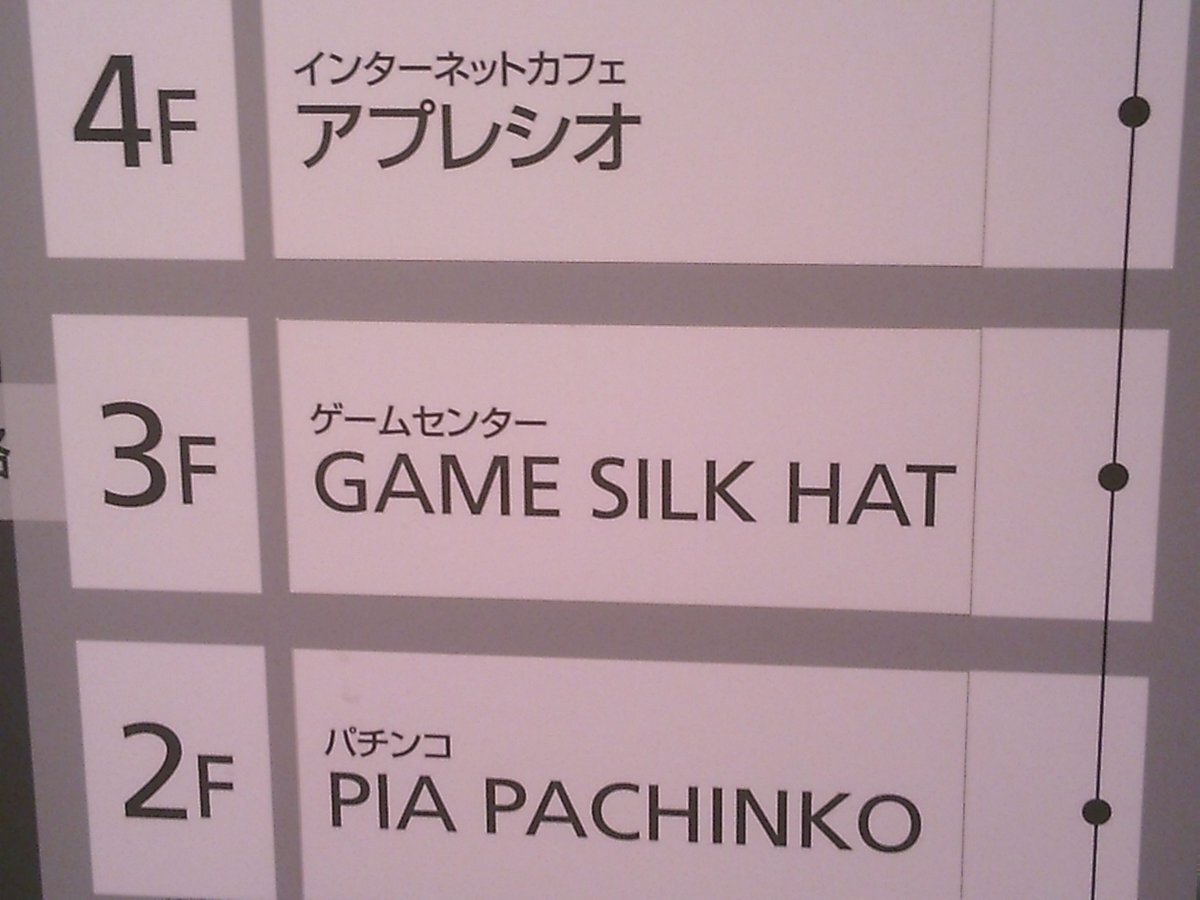 4F
インターネットカフェ
アプレシオ
3F
ゲームセンター
GAME SILK HAT
2F
パチンコ
PIA PACHINKO